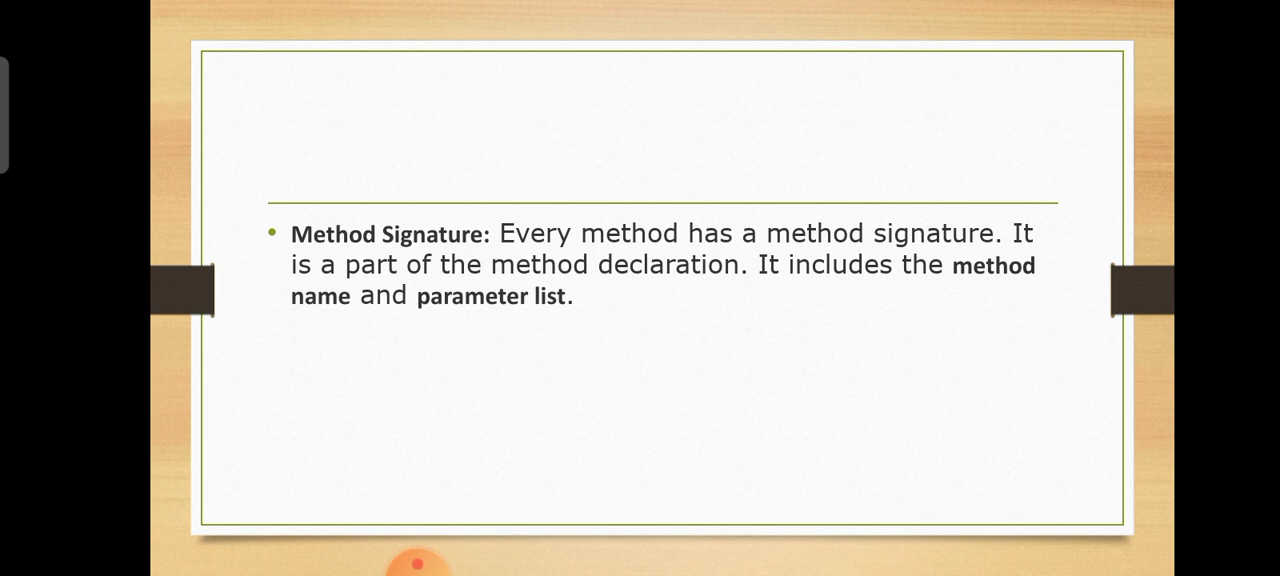 • Method Signature: Every method has a method signature. It
is a part of the method declaration. It includes the method
name and parameter list.